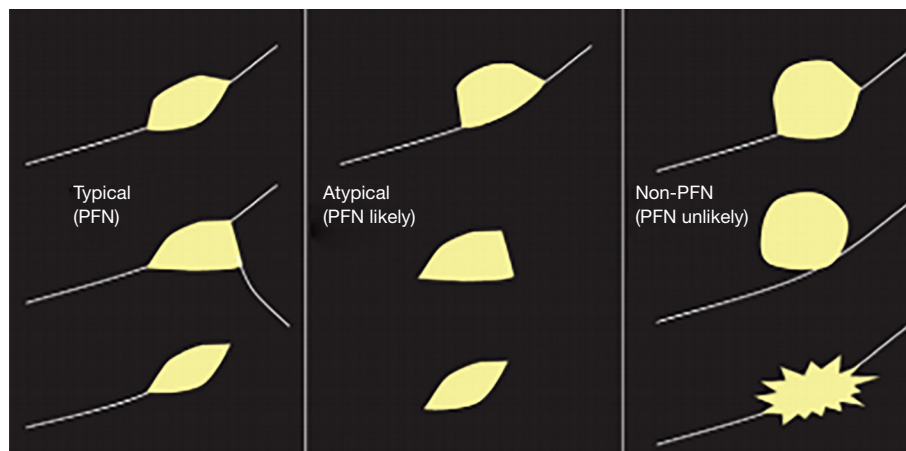 Typical
(PFN)
Atypical
(PFN likely)
Non-PFN
(PFN unlikely)